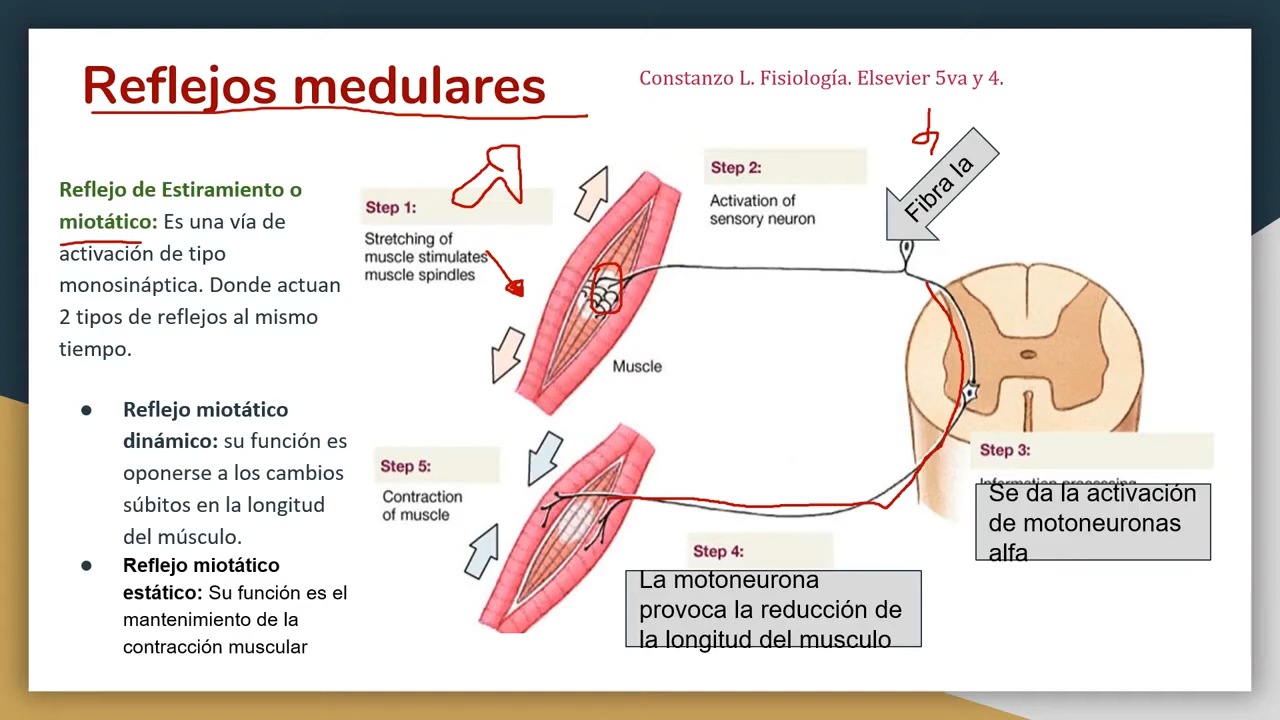 Reflejos medulares
Constanzo L. Fisiología. Elsevier 5va y 4.
Reflejo de Estiramiento o
miotático: Es una vía de
activación de tipo
monosináptica. Donde actuan
2 tipos de reflejos al mismo
tiempo.
Reflejo miotático
dinámico: su función es
oponerse a los cambios
súbitos en la longitud
del músculo.
Reflejo miotático
estático: Su función es el
mantenimiento de la
contracción muscular
Step 1:
Stretching of
muscle stimulates
muscle spindles
Muscle
Step 2:
Activation of
sensory neuron
Fibra Ia
Step 3:
Information processing
Se da la activación
de motoneuronas
alfa
Step 4:
La motoneurona
provoca la reducción de
la longitud del musculo
Step 5:
Contraction
of muscle